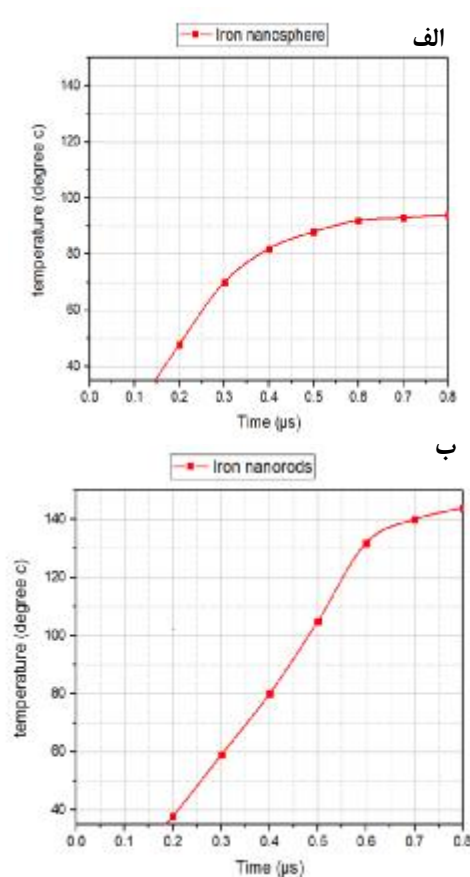 Iron nanosphere
الف
140
120
100
80
60
40
temperature (degree c)
0.0 0.1 0.2 0.3 0.4 0.5 0.6 0.7 0.8
Time (µs)
ب
Iron nanorods
140
120
100
80
60
40
temperature (degree c)
0.0 0.1 0.2 0.3 0.4 0.5 0.6 0.7 0.8
Time (µs)